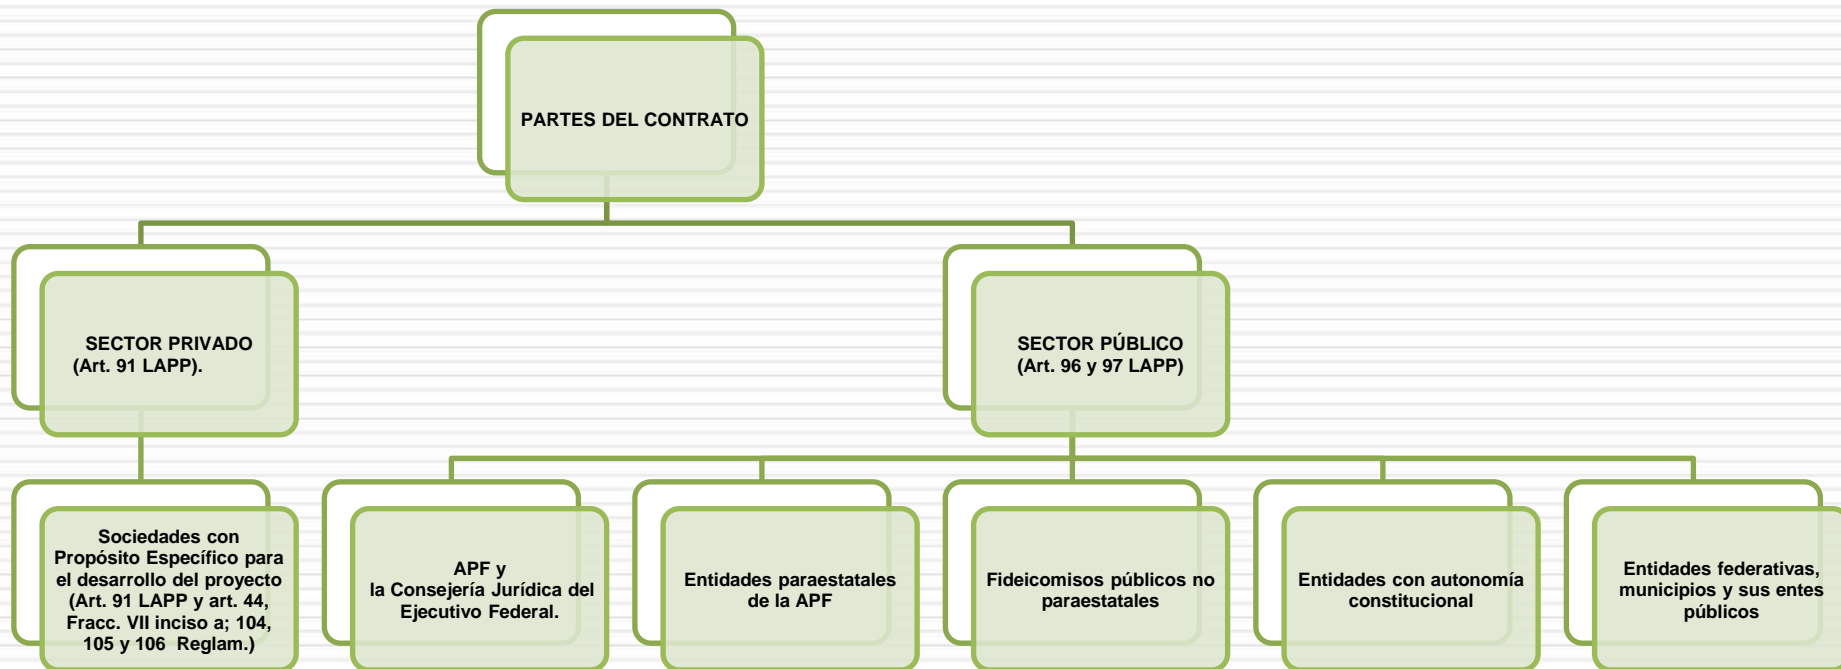 PARTES DEL CONTRATO
SECTOR PRIVADO
(Art. 91 LAPP).
SECTOR PÚBLICO
(Art. 96 y 97 LAPP)
Sociedades con
Propósito Específico para
el desarrollo del proyecto
(Art. 91 LAPP y art. 44,
Fracc. VII inciso a; 104,
105 y 106 Reglam.)
APF y
la Consejería Jurídica del
Ejecutivo Federal.
Entidades paraestatales
de la APF
Fideicomisos públicos no
paraestatales
Entidades con autonomía
constitucional
Entidades federativas,
municipios y sus entes
públicos